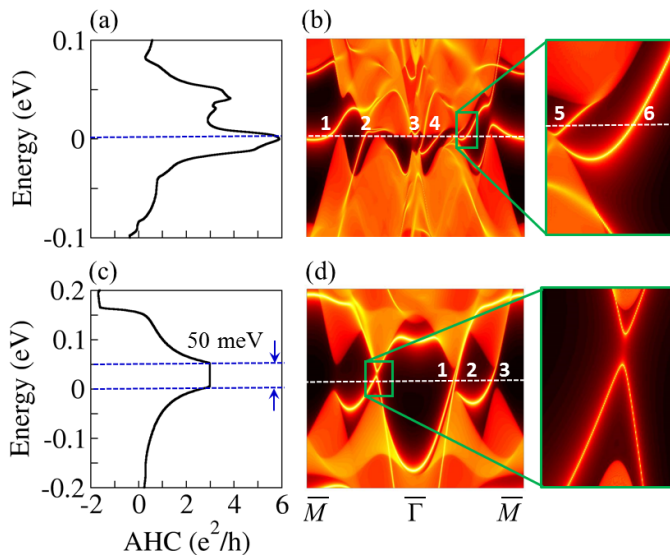 (a)
0.1
0
-0.1
Energy (eV)
(b)
1
2
3
4
5
6
(c)
0.2
0.1
0
-0.1
-0.2
Energy (eV)
50 meV
-2
0
2
4
6
AHC (e²/h)
(d)
1
2
3
M̅
Γ̅
M̅